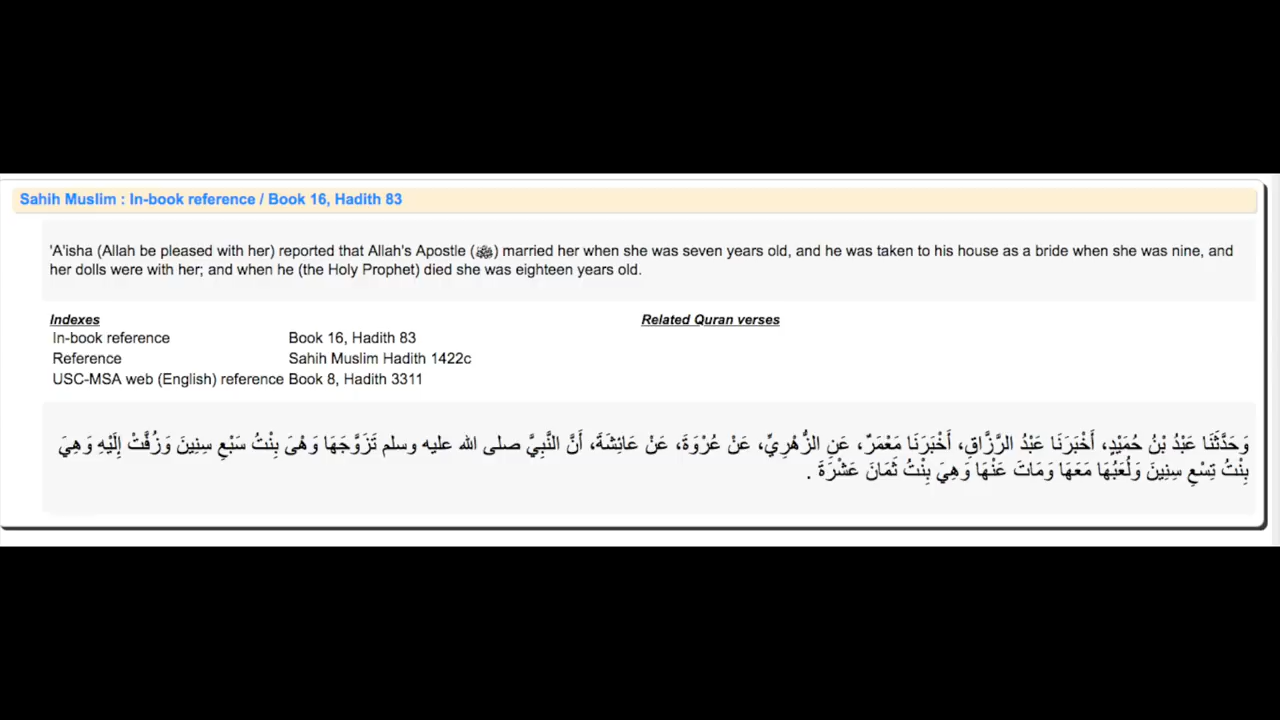 Sahih Muslim : In-book reference / Book 16, Hadith 83
'A'isha (Allah be pleased with her) reported that Allah's Apostle (ﷺ) married her when she was seven years old, and he was taken to his house as a bride when she was nine, and
her dolls were with her; and when he (the Holy Prophet) died she was eighteen years old.
Indexes Related Quran verses
In-book reference Book 16, Hadith 83
Reference Sahih Muslim Hadith 1422c
USC-MSA web (English) reference Book 8, Hadith 3311
وَحَدَّثَنَا عَبْدُ بْنُ حُمَيْدٍ، أَخْبَرَنَا عَبْدُ الرَّزَّاقِ، أَخْبَرَنَا مَعْمَرٌ، عَنِ الزُّهْرِيِّ، عَنْ عُرْوَةَ، عَنْ عَائِشَةَ، أَنَّ النَّبِيَّ صلى الله عليه وسلم تَزَوَّجَهَا وَهْىَ بِنْتُ سَبْعِ سِنِينَ وَزُفَّتْ إِلَيْهِ وَهِيَ
بِنْتُ تِسْعِ سِنِينَ وَلُعَبُهَا مَعَهَا وَمَاتَ عَنْهَا وَهِيَ بِنْتُ ثَمَانَ عَشْرَةَ ‏.‏